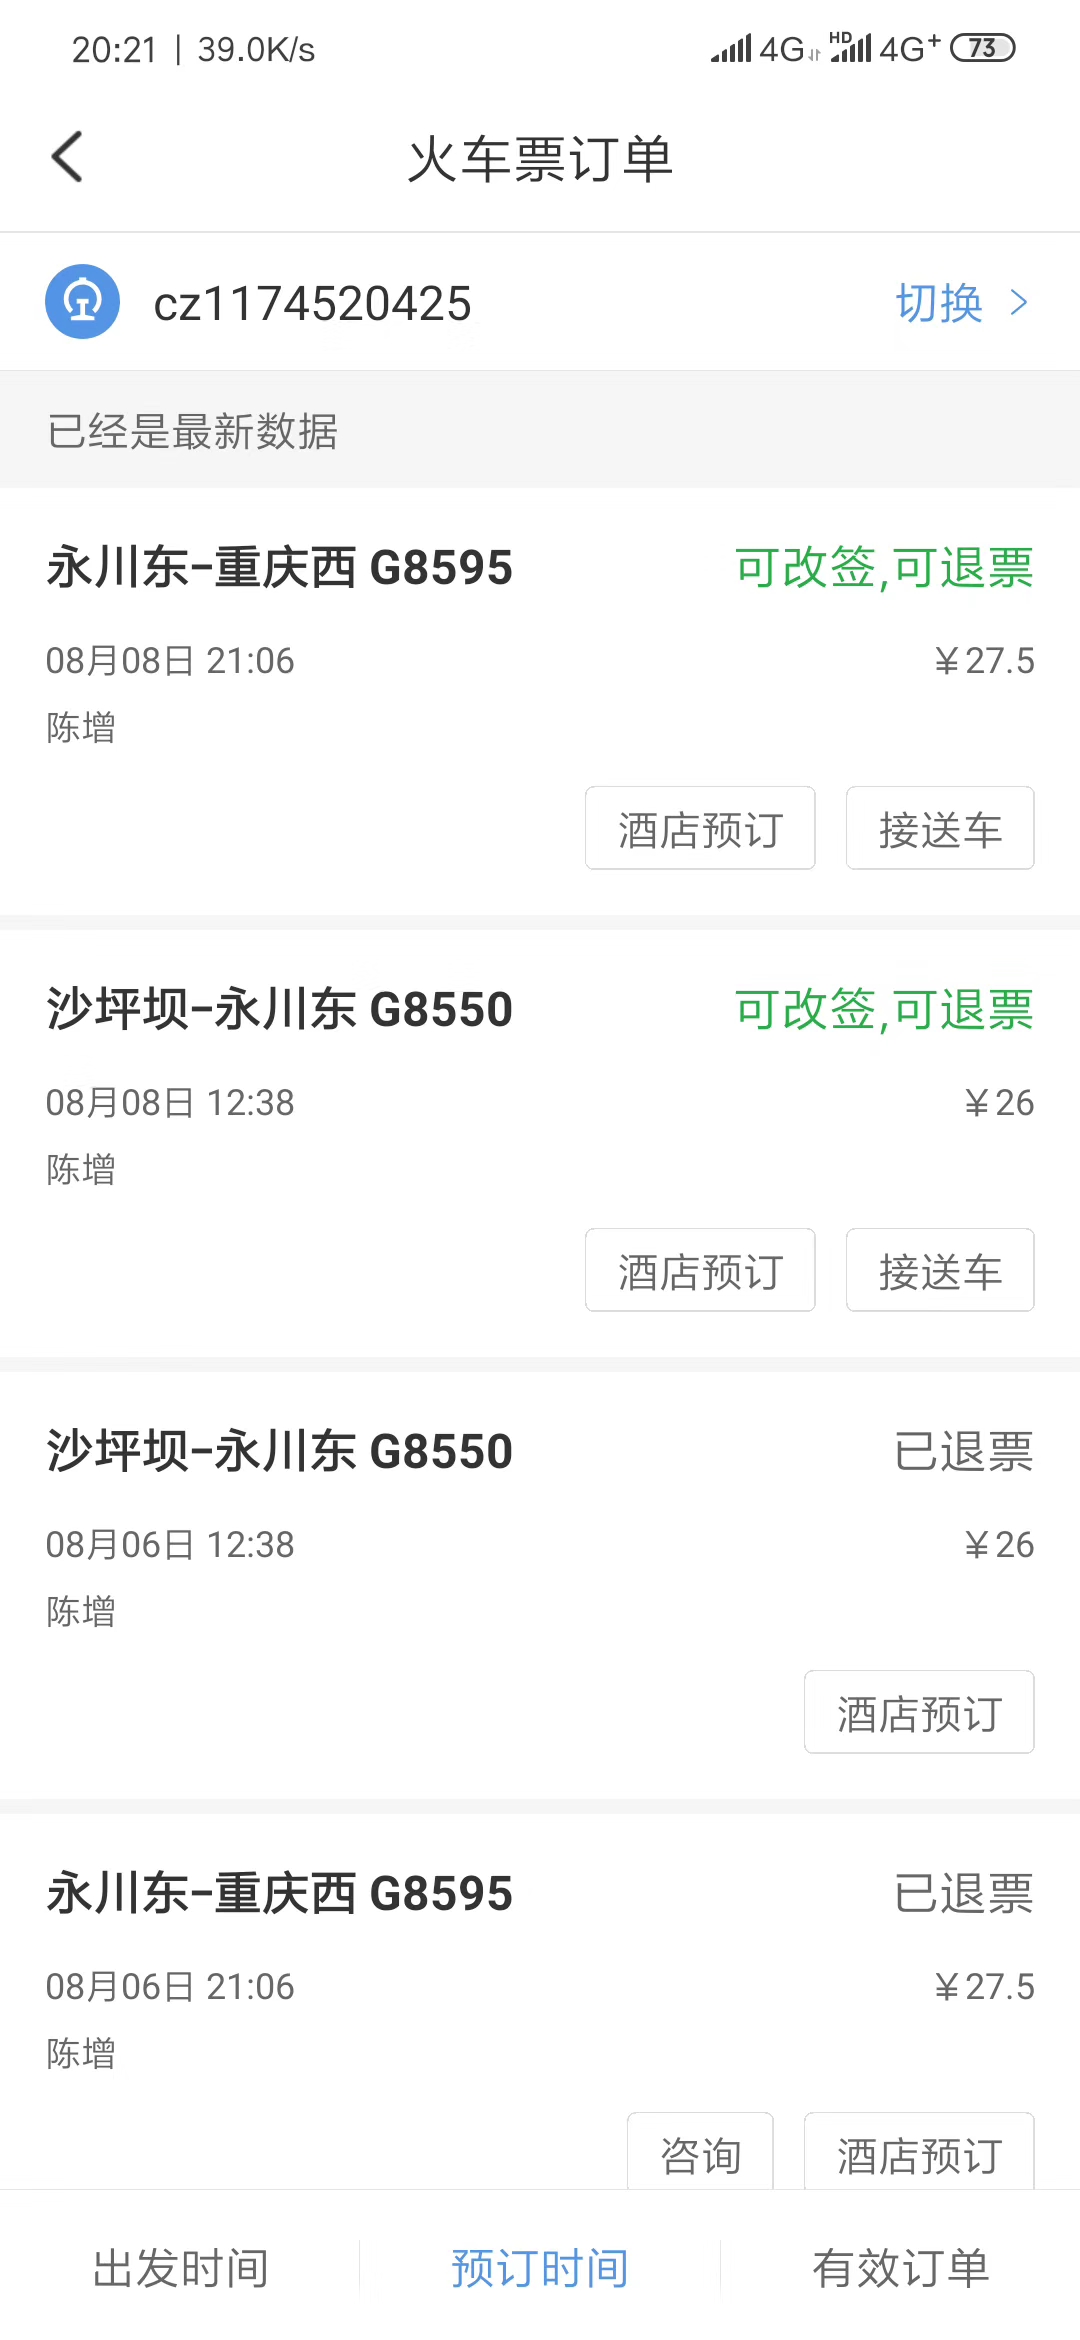 20:21 | 39.0K/s 4G HD 4G+ 73
火车票订单
cz1174520425 切换
已经是最新数据
永川东-重庆西 G8595 可改签,可退票
08月08日 21:06 ¥27.5
陈增
酒店预订 接送车
沙坪坝-永川东 G8550 可改签,可退票
08月08日 12:38 ¥26
陈增
酒店预订 接送车
沙坪坝-永川东 G8550 已退票
08月06日 12:38 ¥26
陈增
酒店预订
永川东-重庆西 G8595 已退票
08月06日 21:06 ¥27.5
陈增
咨询 酒店预订
出发时间 预订时间 有效订单